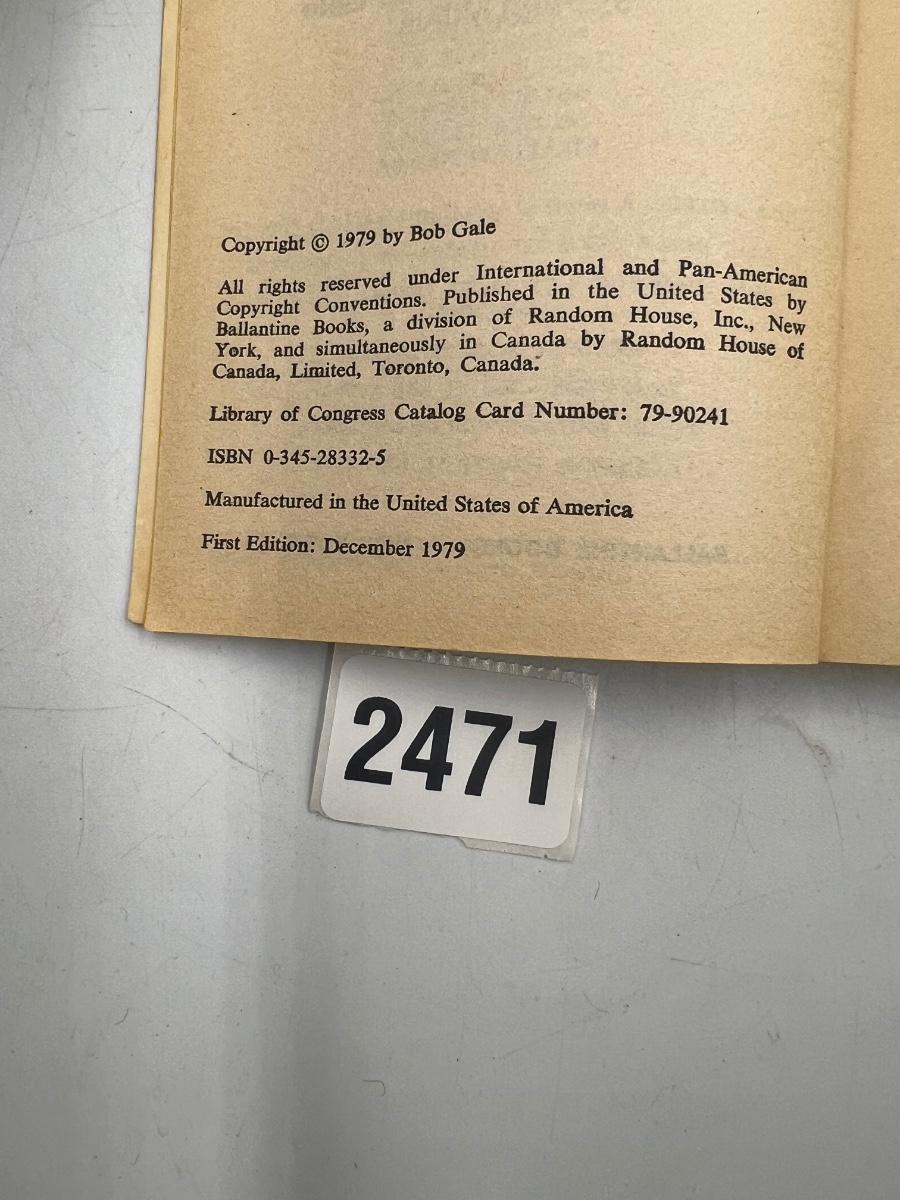 Copyright © 1979 by Bob Gale
All rights reserved under International and Pan-American
Copyright Conventions. Published in the United States by
Ballantine Books, a division of Random House, Inc., New
York, and simultaneously in Canada by Random House of
Canada, Limited, Toronto, Canada.
Library of Congress Catalog Card Number: 79-90241
ISBN 0-345-28332-5
Manufactured in the United States of America
First Edition: December 1979
2471